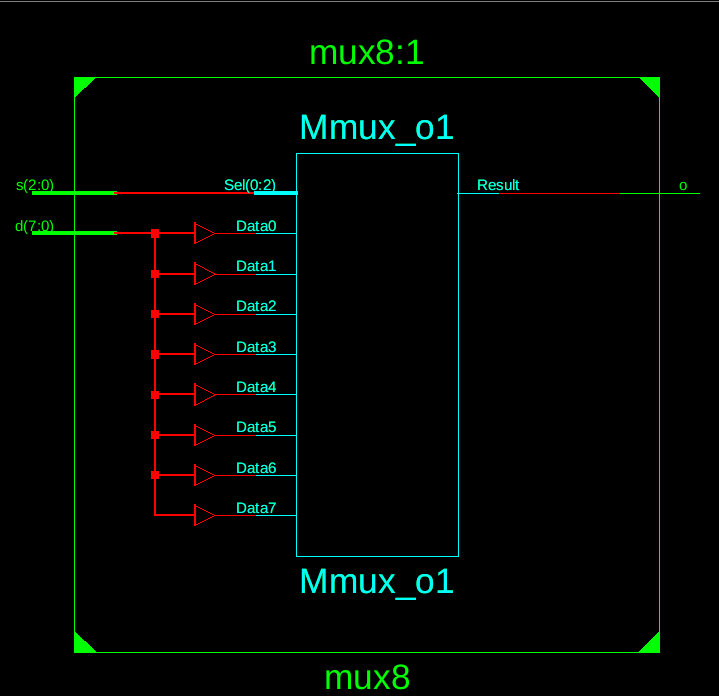 mux8:1
Mmux_o1
s(2:0)
Sel(0:2)
Result
o
d(7:0)
Data0
Data1
Data2
Data3
Data4
Data5
Data6
Data7
Mmux_o1
mux8